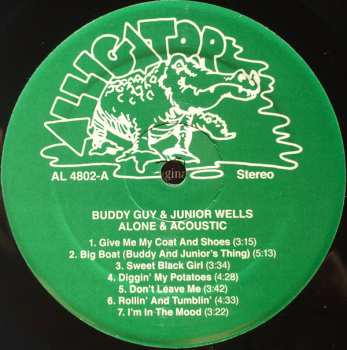 ALLIGATOR
AL 4802-A
Stereo
BUDDY GUY & JUNIOR WELLS
ALONE & ACOUSTIC
1. Give Me My Coat And Shoes (3:15)
2. Big Boat (Buddy And Junior's Thing) (5:13)
3. Sweet Black Girl (3:34)
4. Diggin' My Potatoes (4:28)
5. Don't Leave Me (3:42)
6. Rollin' And Tumblin' (4:33)
7. I'm In The Mood (3:22)